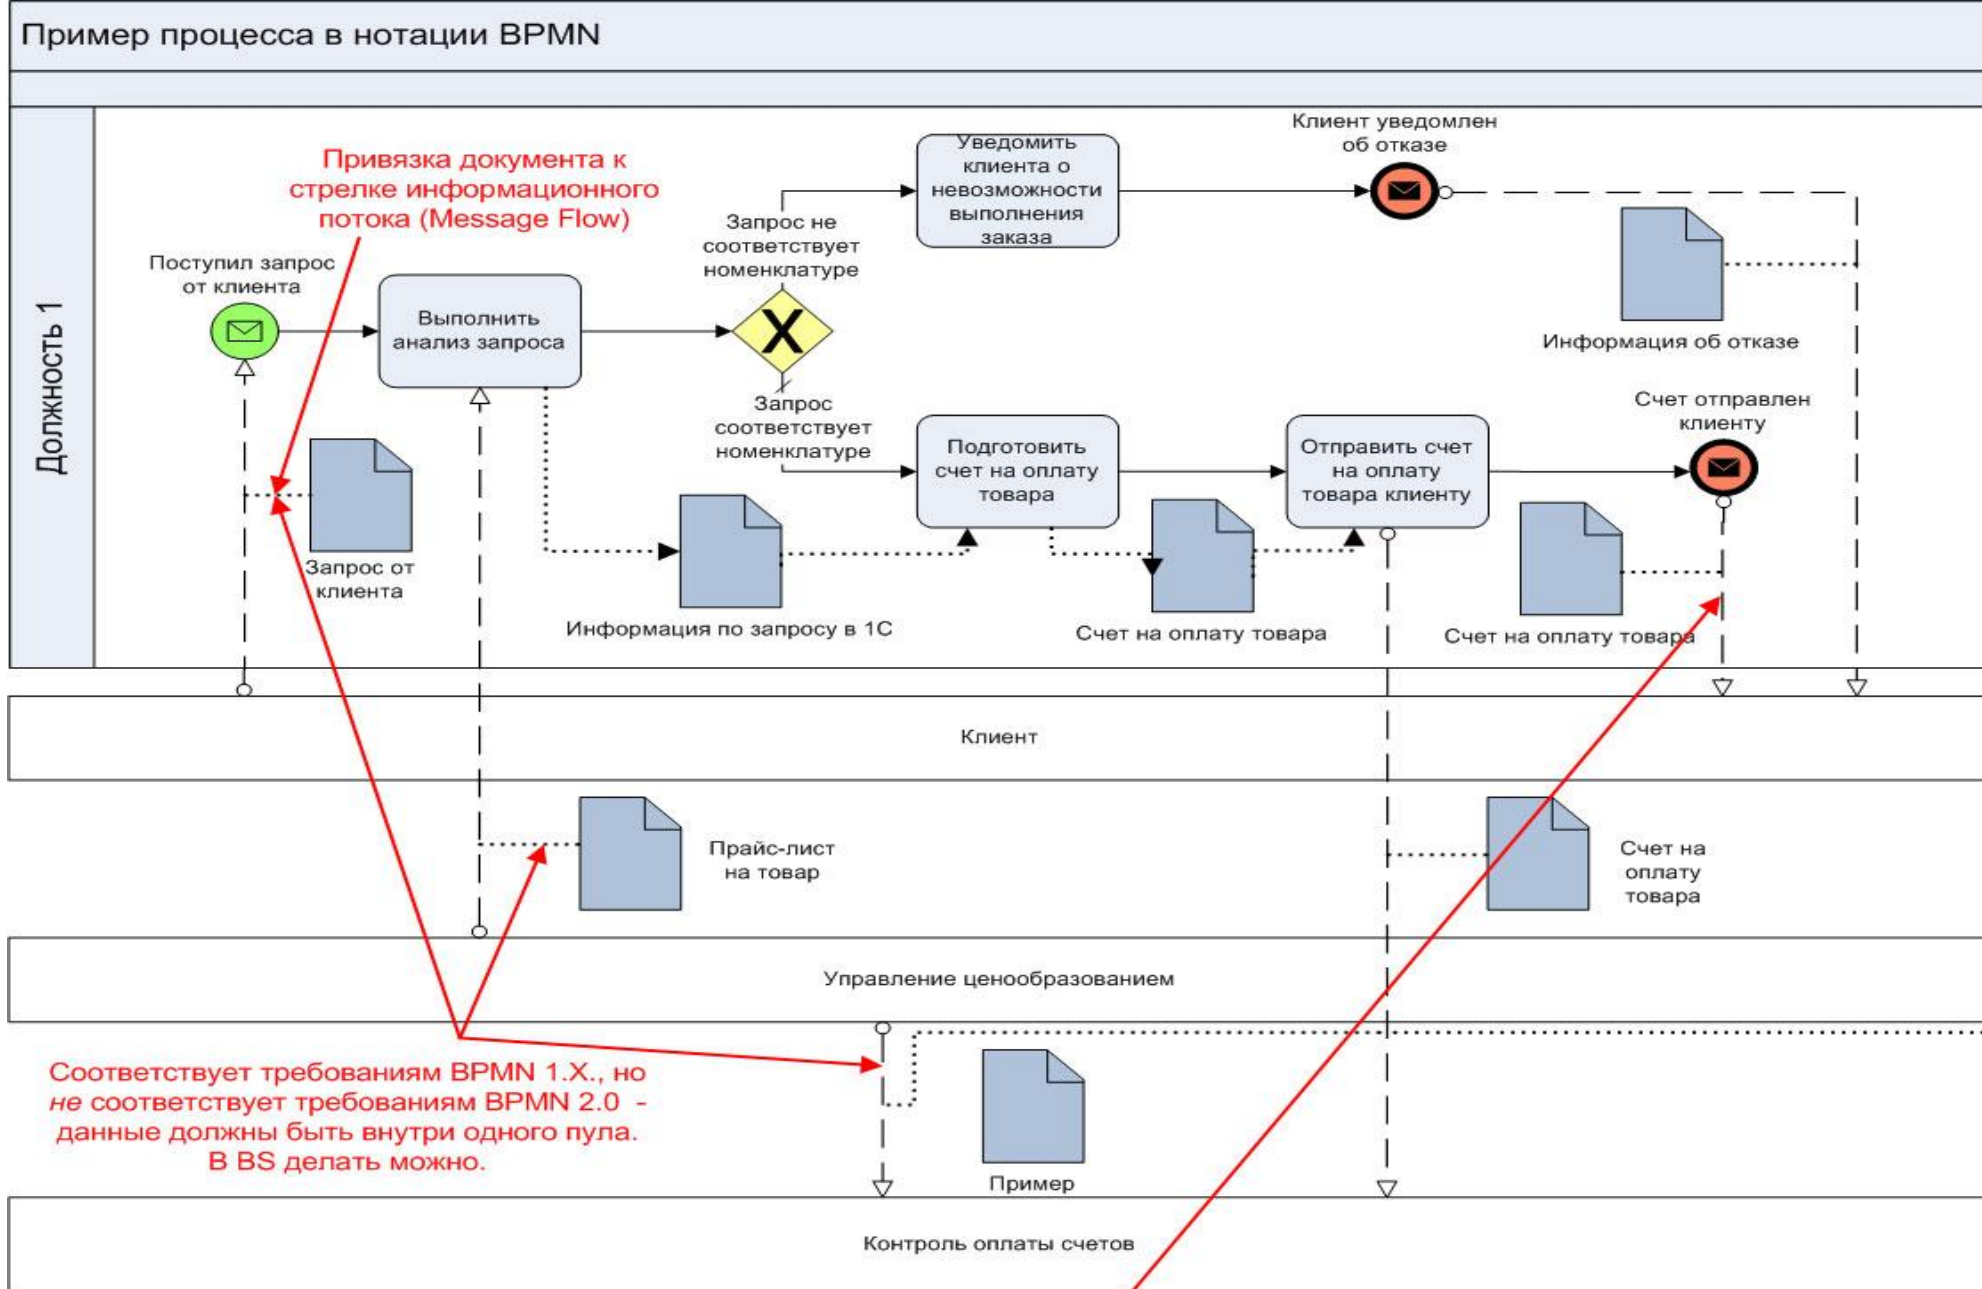 Пример процесса в нотации BPMN
Должность 1
Привязка документа к
стрелке информационного
потока (Message Flow)
Поступил запрос
от клиента
Выполнить
анализ запроса
Запрос не
соответствует
номенклатуре
X
Запрос
соответствует
номенклатуре
Уведомить
клиента о
невозможности
выполнения
заказа
Клиент уведомлен
об отказе
Информация об отказе
Подготовить
счет на оплату
товара
Отправить счет
на оплату
товара клиенту
Счет отправлен
клиенту
Запрос от
клиента
Информация по запросу в 1С
Счет на оплату товара
Счет на оплату товара
Клиент
Прайс-лист
на товар
Счет на
оплату
товара
Управление ценообразованием
Соответствует требованиям BPMN 1.X., но
не соответствует требованиям BPMN 2.0 -
данные должны быть внутри одного пула.
В BS делать можно.
Пример
Контроль оплаты счетов